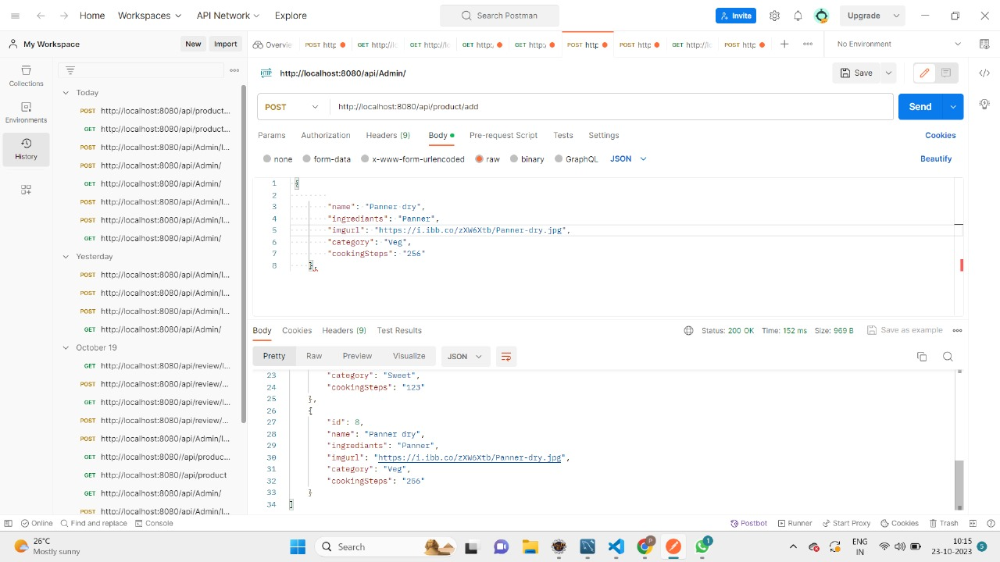 Home Workspaces API Network Explore Search Postman Invite Upgrade
My Workspace New Import Overvie POST http GET http://lo GET http://lo GET http:/ GET http:/ POST http POST http GET http://lo POST http No Environment
Collections
Environments
History
Today
POST http://localhost:8080/api/product...
GET http://localhost:8080/api/product...
POST http://localhost:8080/api/Admin/l...
POST http://localhost:8080/api/Admin/
GET http://localhost:8080/api/Admin/
POST http://localhost:8080/api/Admin/l...
POST http://localhost:8080/api/Admin/l...
GET http://localhost:8080/api/Admin/
Yesterday
POST http://localhost:8080/api/Admin/l...
POST http://localhost:8080/api/Admin/l...
POST http://localhost:8080/api/Admin/l...
GET http://localhost:8080/api/Admin/
October 19
GET http://localhost:8080/api/review/l...
POST http://localhost:8080/api/review/...
GET http://localhost:8080/api/review/l...
POST http://localhost:8080/api/review/...
POST http://localhost:8080/api/Admin/l...
GET http://localhost:8080//api/produc...
GET http://localhost:8080//api/product
GET http://localhost:8080/api/Admin/
POST http://localhost:8080/api/Admin/l...
HTTP http://localhost:8080/api/Admin/ Save
POST http://localhost:8080/api/product/add Send
Params Authorization Headers (9) Body Pre-request Script Tests Settings Cookies
none form-data x-www-form-urlencoded raw binary GraphQL JSON Beautify
1 {
2
3 "name": "Panner dry",
4 "ingrediants": "Panner",
5 "imgurl": "https://i.ibb.co/zXW6Xtb/Panner-dry.jpg",
6 "category": "Veg",
7 "cookingSteps": "256"
8 },
Body Cookies Headers (9) Test Results Status: 200 OK Time: 152 ms Size: 969 B Save as example
Pretty Raw Preview Visualize JSON
23 "category": "Sweet",
24 "cookingSteps": "123"
25 },
26 {
27 "id": 8,
28 "name": "Panner dry",
29 "ingrediants": "Panner",
30 "imgurl": "https://i.ibb.co/zXW6Xtb/Panner-dry.jpg",
31 "category": "Veg",
32 "cookingSteps": "256"
33 }
34 ]
Online Find and replace Console Postbot Runner Start Proxy Cookies Trash
26°C
Mostly sunny
Search
P
1
ENG
IN
10:15
23-10-2023
5